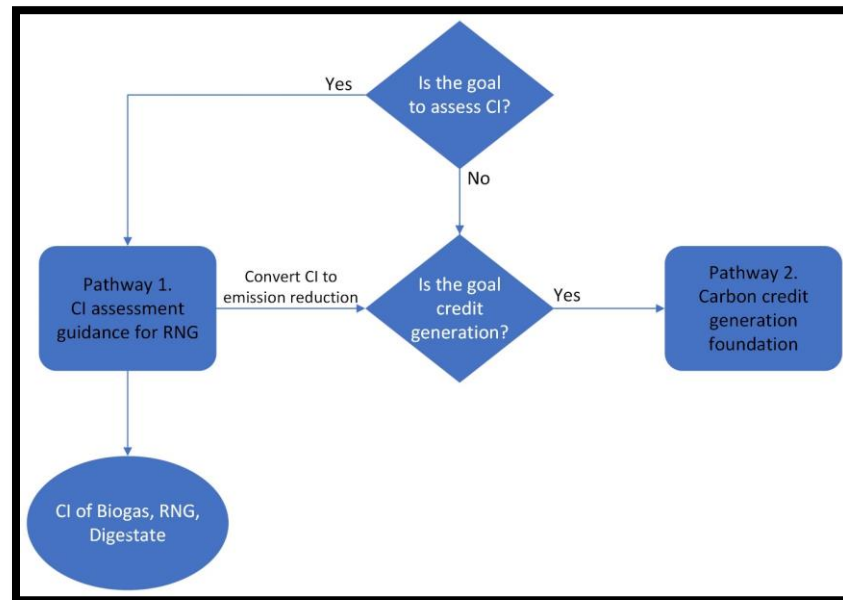 Is the goal
to assess CI?
Yes
No
Pathway 1.
CI assessment
guidance for RNG
Convert CI to
emission reduction
Is the goal
credit
generation?
Yes
Pathway 2.
Carbon credit
generation
foundation
CI of Biogas, RNG,
Digestate